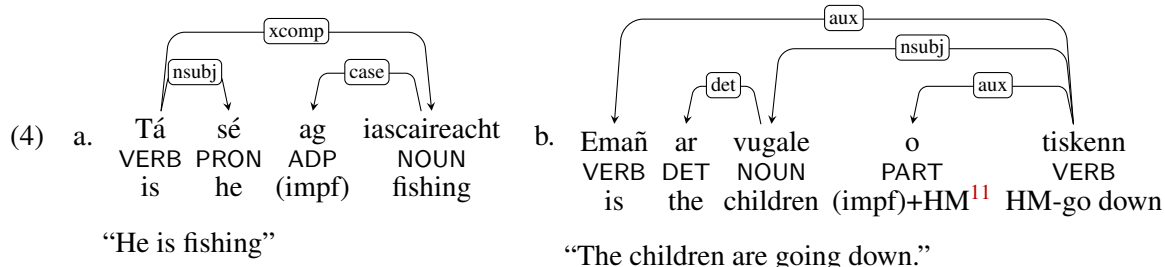 aux
xcomp
nsubj
nsubj case
det aux
(4) a. Tá sé ag iascaireacht b. Emañ ar vugale o tiskenn
VERB PRON ADP NOUN VERB DET NOUN PART VERB
is he (impf) fishing is the children (impf)+HM11 HM-go down
“He is fishing” “The children are going down.”